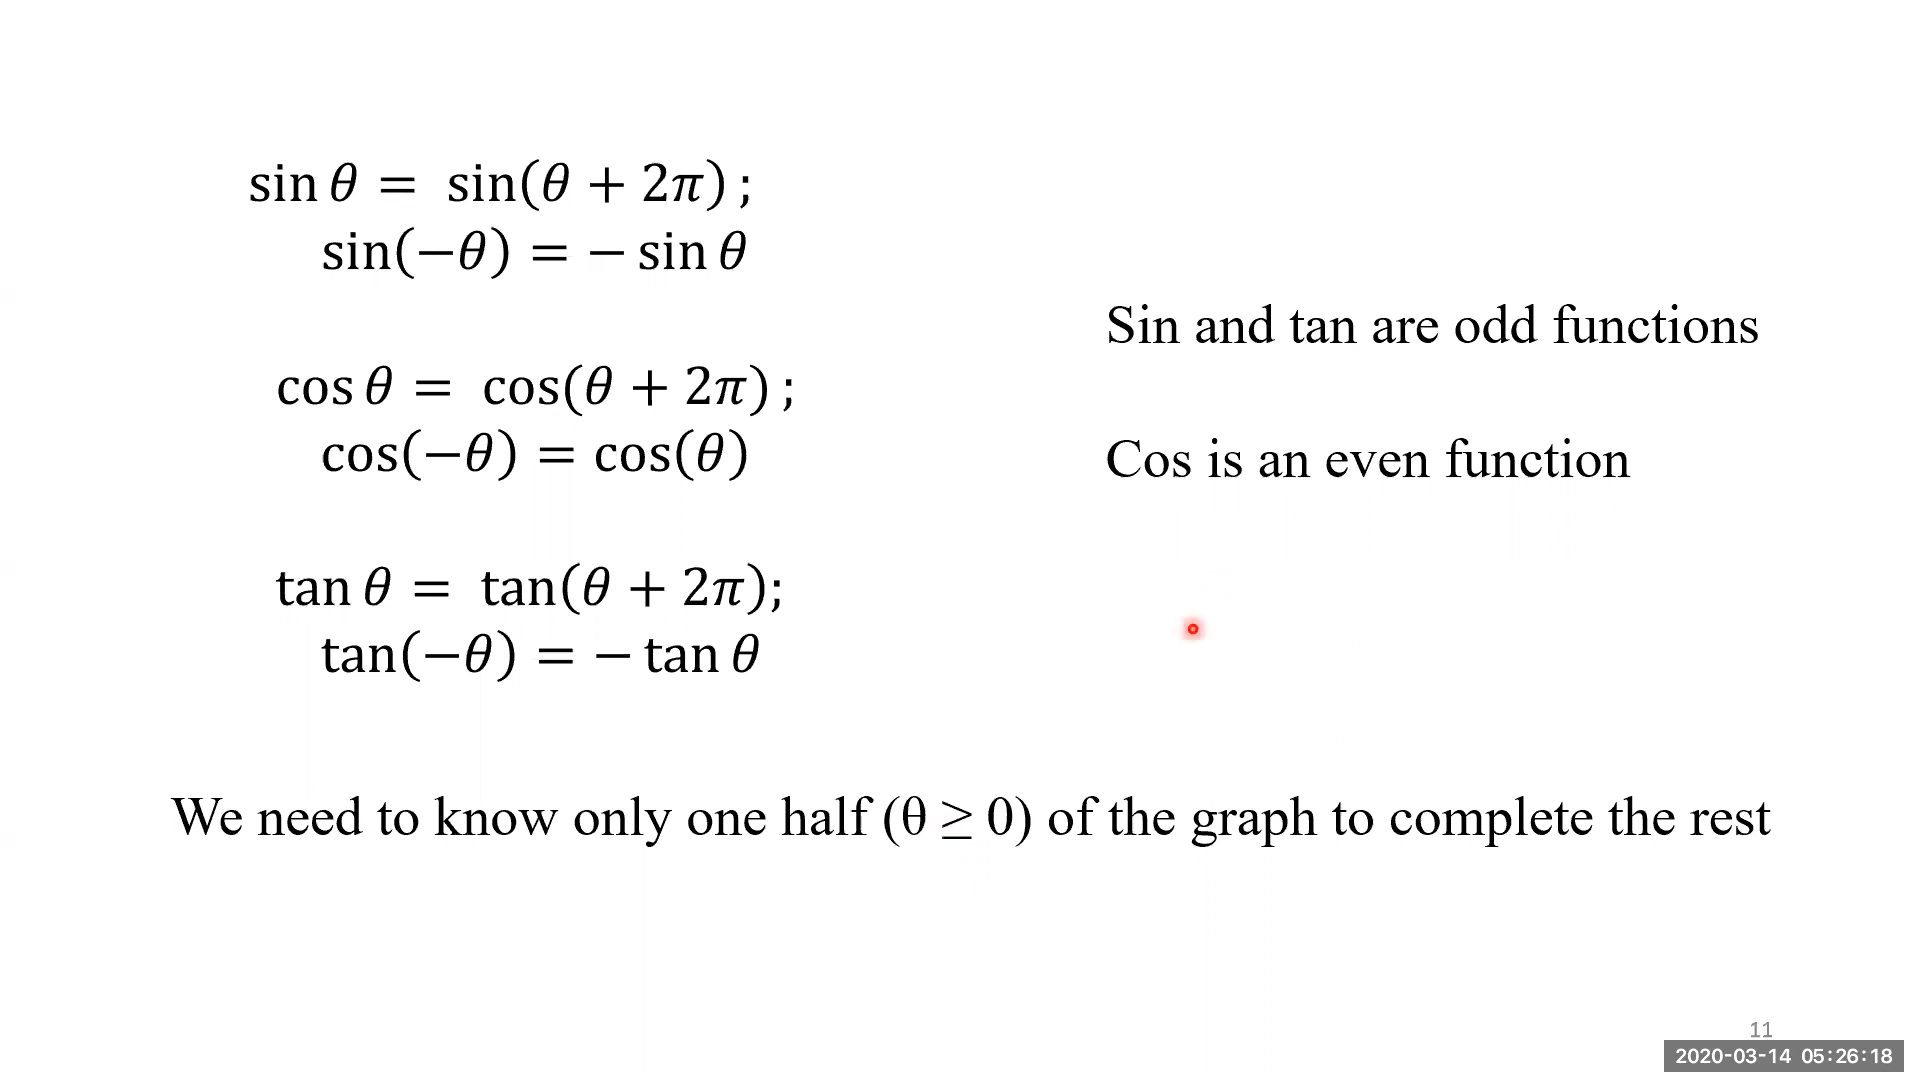 sin θ = sin(θ + 2π) ;
sin(−θ) = − sin θ
cos θ = cos(θ + 2π) ;
cos(−θ) = cos(θ)
tan θ = tan(θ + 2π);
tan(−θ) = − tan θ
Sin and tan are odd functions
Cos is an even function
We need to know only one half (θ ≥ 0) of the graph to complete the rest
11
2020-03-14 05:26:18